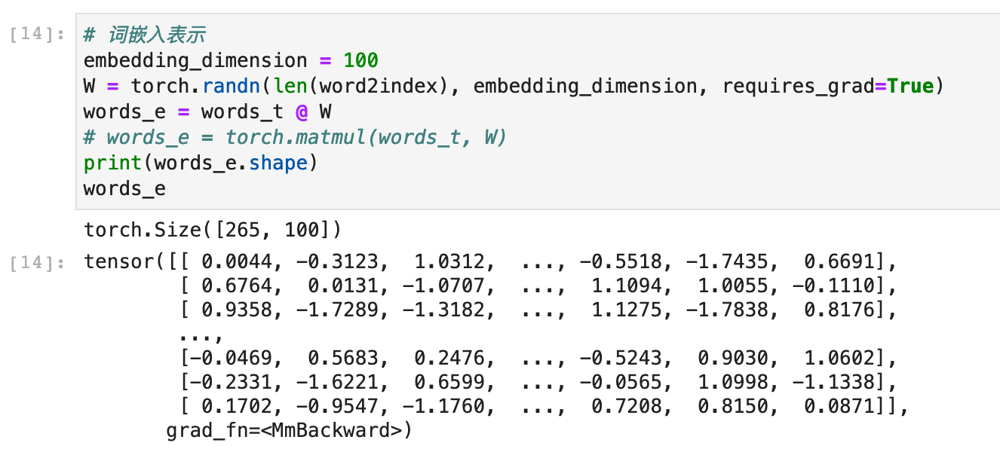 [14]: # 词嵌入表示
embedding_dimension = 100
W = torch.randn(len(word2index), embedding_dimension, requires_grad=True)
words_e = words_t @ W
# words_e = torch.matmul(words_t, W)
print(words_e.shape)
words_e
torch.Size([265, 100])
[14]: tensor([[ 0.0044, -0.3123,  1.0312,  ..., -0.5518, -1.7435,  0.6691],
[ 0.6764,  0.0131, -1.0707,  ...,  1.1094,  1.0055, -0.1110],
[ 0.9358, -1.7289, -1.3182,  ...,  1.1275, -1.7838,  0.8176],
...,
[-0.0469,  0.5683,  0.2476,  ..., -0.5243,  0.9030,  1.0602],
[-0.2331, -1.6221,  0.6599,  ..., -0.0565,  1.0998, -1.1338],
[ 0.1702, -0.9547, -1.1760,  ...,  0.7208,  0.8150,  0.0871]],
grad_fn=<MmBackward>)